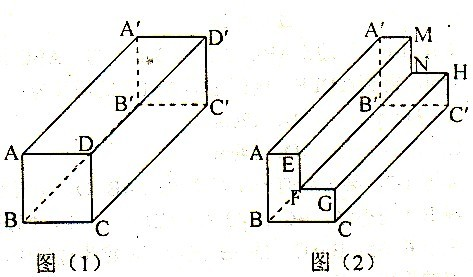 A' D'
B' C'
A D
B C
图（1）
A' M
N H
B' C'
A E
F G
B C
图（2）